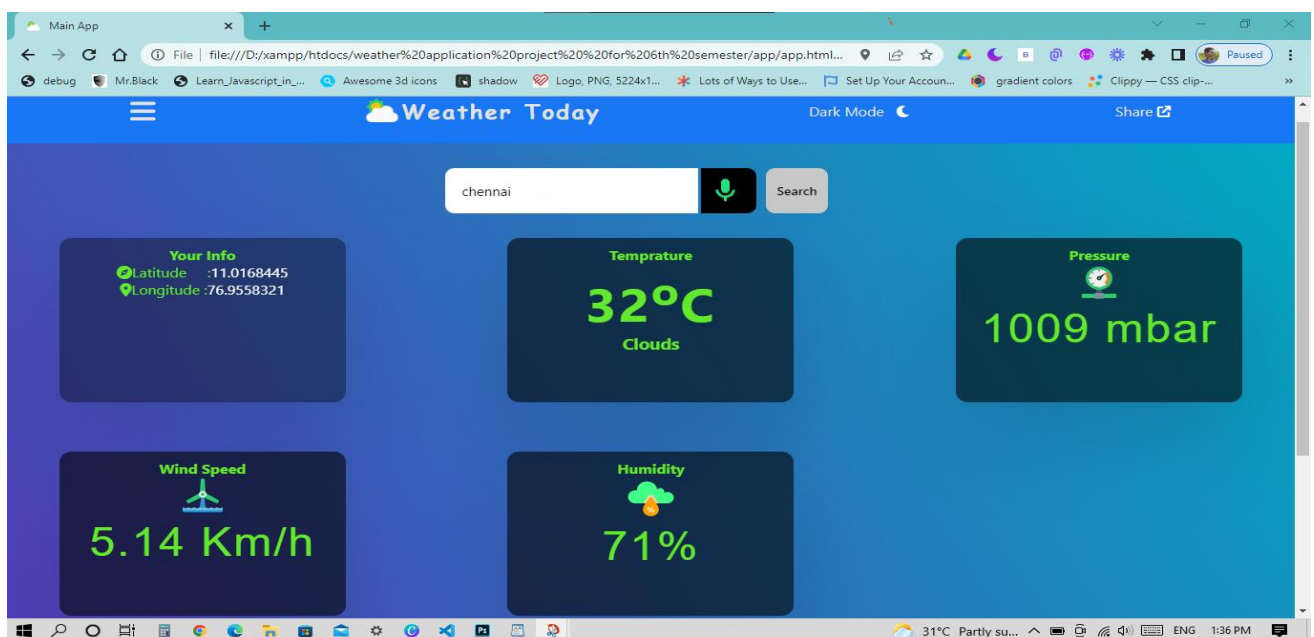 Main App
File | file:///D:/xampp/htdocs/weather%20application%20project%20%20for%206th%20semester/app/app.html... Paused
debug Mr.Black Learn_Javascript_in_... Awesome 3d icons shadow Logo, PNG, 5224x1... Lots of Ways to Use... Set Up Your Accoun... gradient colors Clippy — CSS clip-... »
Weather Today Dark Mode Share
chennai Search
Your Info
Latitude :11.0168445
Longitude :76.9558321
Temprature
32°C
Clouds
Pressure
1009 mbar
Wind Speed
5.14 Km/h
Humidity
71%
31°C Partly su... ENG 1:36 PM